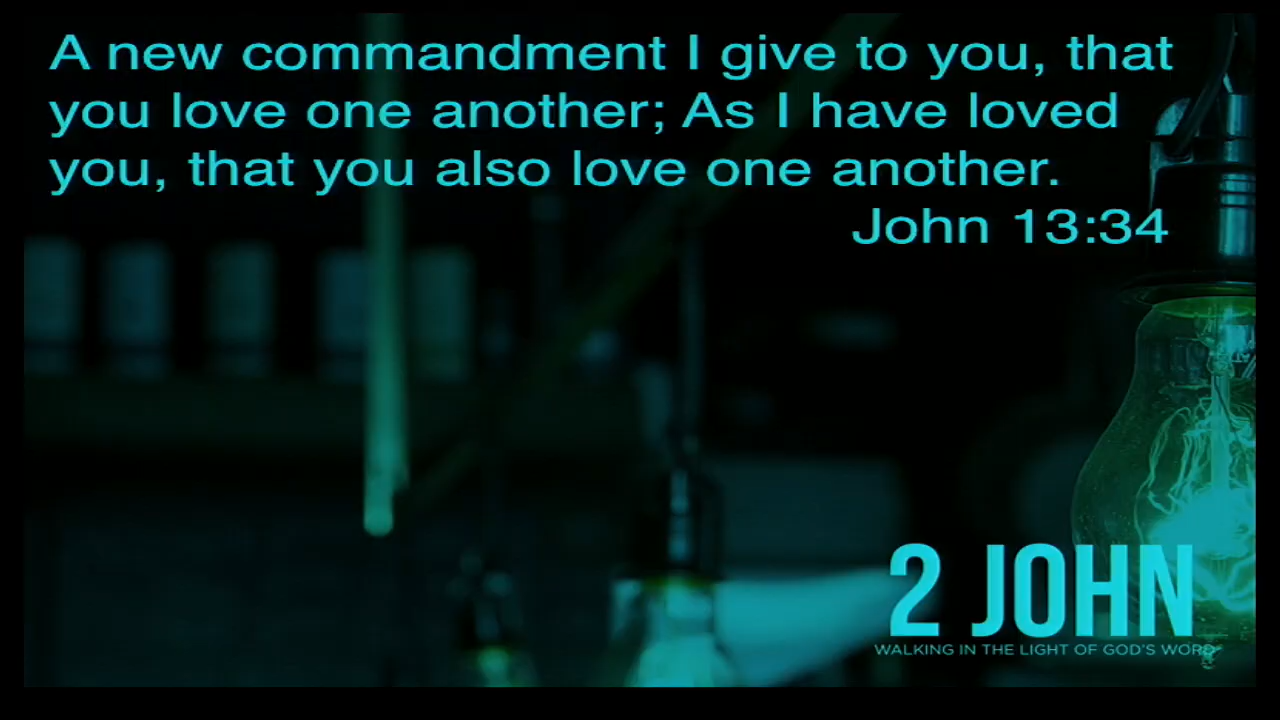 A new commandment I give to you, that
you love one another; As I have loved
you, that you also love one another.
John 13:34
2 JOHN
WALKING IN THE LIGHT OF GOD'S WORD